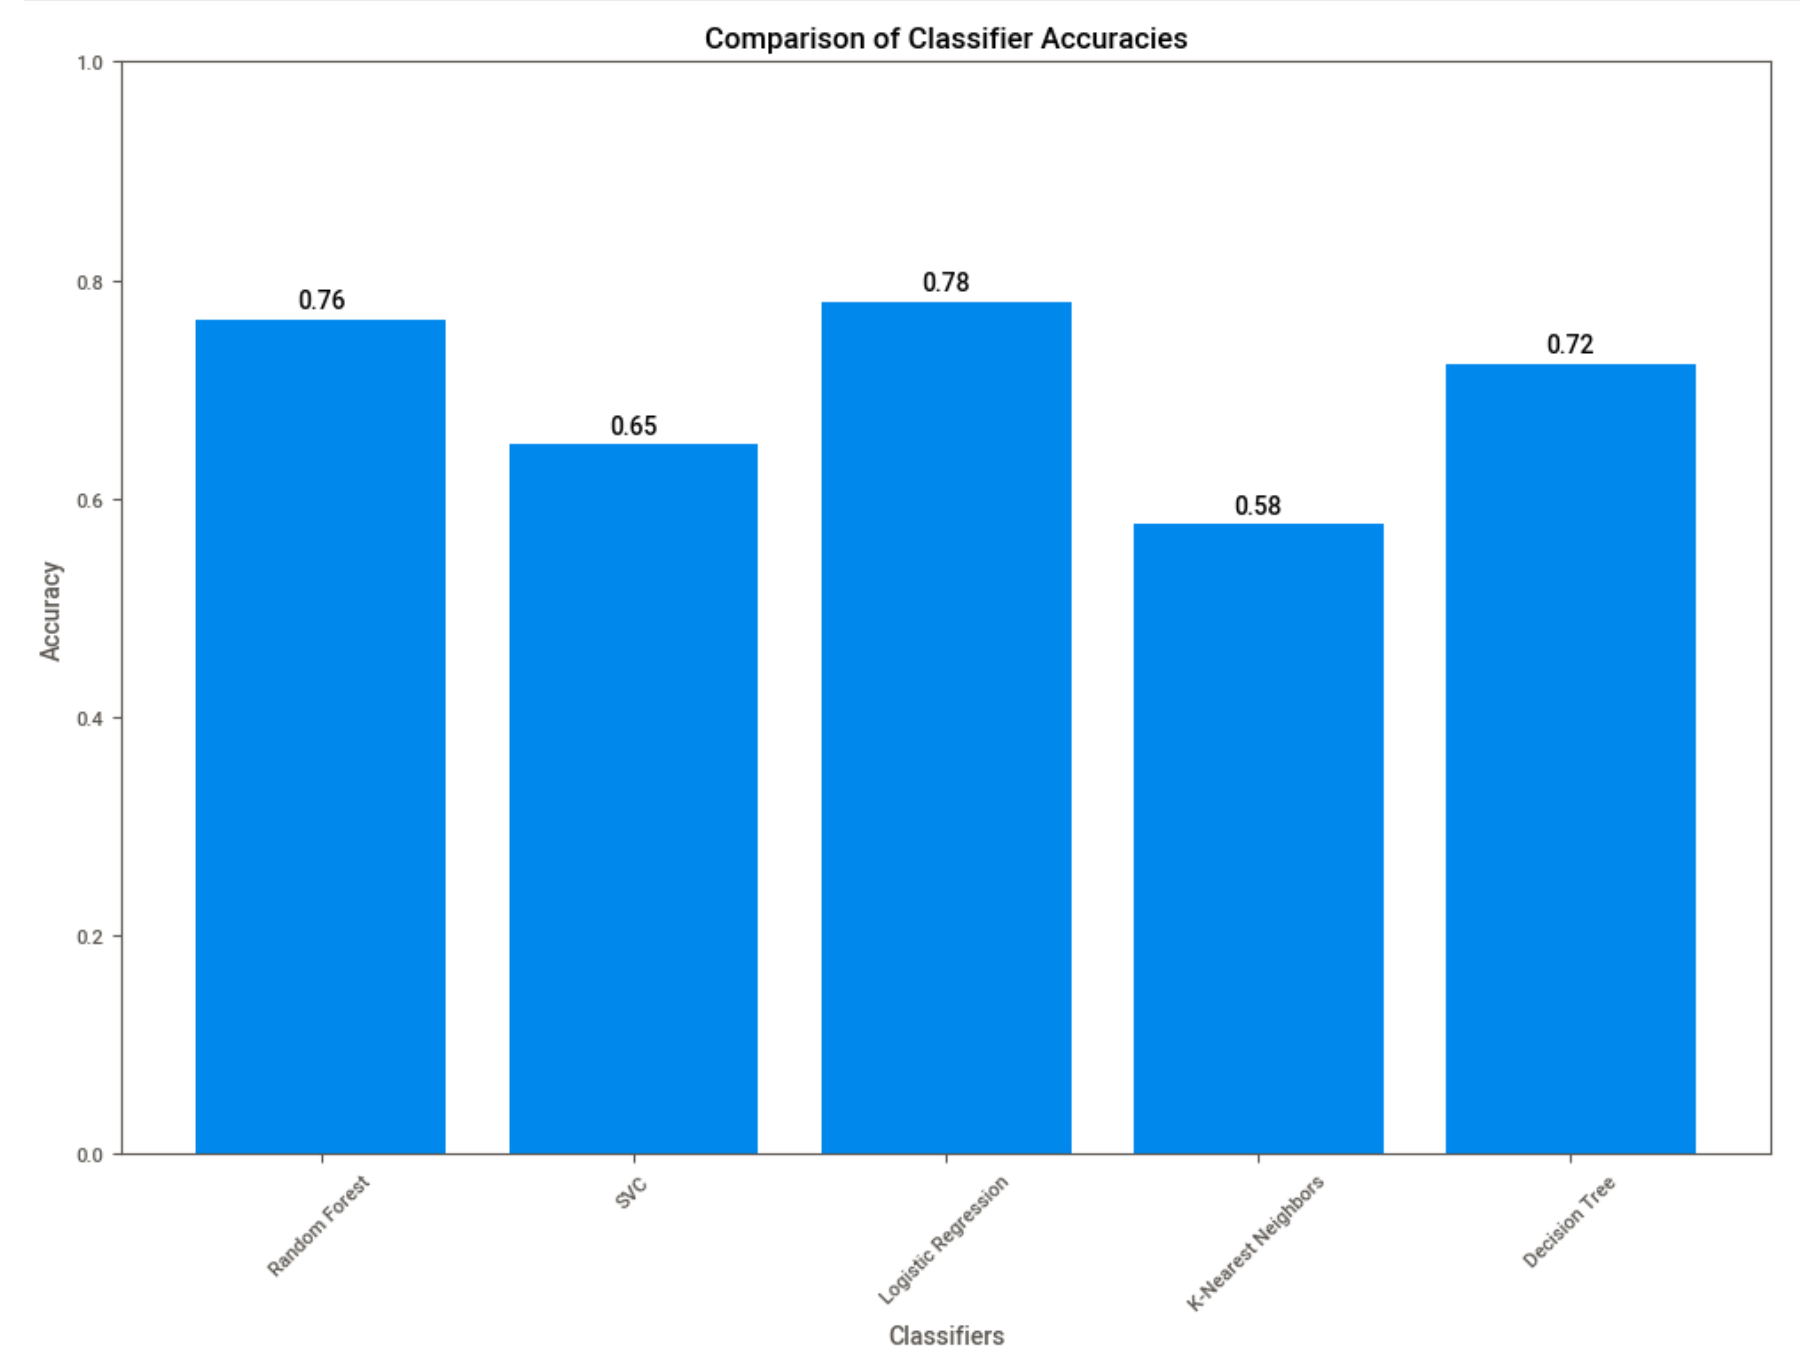 Comparison of Classifier Accuracies
1.0
0.8
0.6
0.4
0.2
0.0
Accuracy
0.76
0.65
0.78
0.58
0.72
Random Forest
SVC
Logistic Regression
K-Nearest Neighbors
Decision Tree
Classifiers